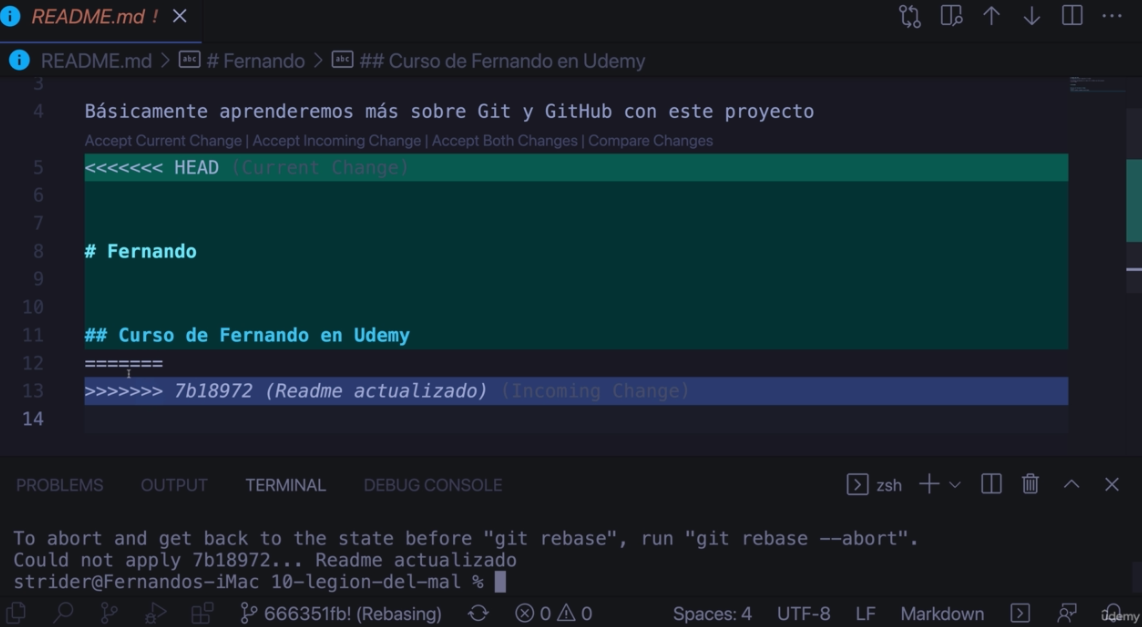 README.md !
README.md > # Fernando > ## Curso de Fernando en Udemy
3
4 Básicamente aprenderemos más sobre Git y GitHub con este proyecto
Accept Current Change | Accept Incoming Change | Accept Both Changes | Compare Changes
5 <<<<<<< HEAD (Current Change)
6
7
8 # Fernando
9
10
11 ## Curso de Fernando en Udemy
12 =======
13 >>>>>>> 7b18972 (Readme actualizado) (Incoming Change)
14
PROBLEMS OUTPUT TERMINAL DEBUG CONSOLE zsh
To abort and get back to the state before "git rebase", run "git rebase --abort".
Could not apply 7b18972... Readme actualizado
strider@Fernandos-iMac 10-legion-del-mal %
666351fb! (Rebasing) 0 0 Spaces: 4 UTF-8 LF Markdown udemy